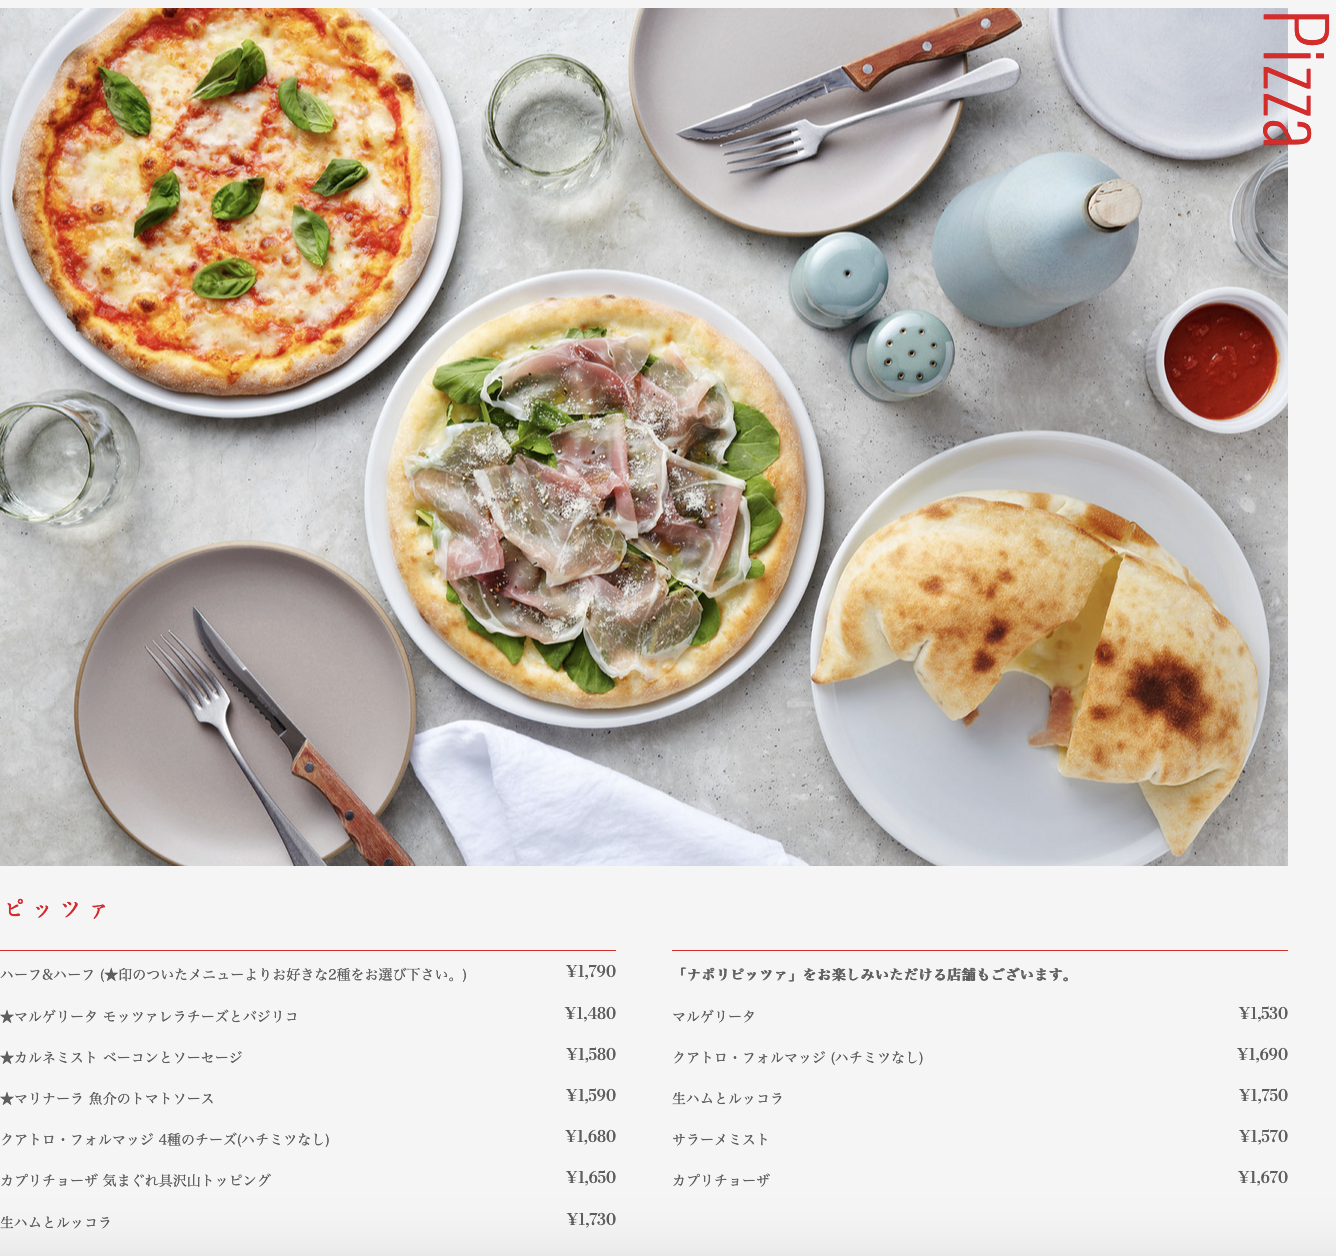 Pizza
ピッツァ
ハーフ&ハーフ (★印のついたメニューよりお好きな2種をお選び下さい。) ¥1,790
★マルゲリータ モッツァレラチーズとバジリコ ¥1,480
★カルネミスト ベーコンとソーセージ ¥1,580
★マリナーラ 魚介のトマトソース ¥1,590
クアトロ・フォルマッジ 4種のチーズ(ハチミツなし) ¥1,680
カプリチョーザ 気まぐれ具沢山トッピング ¥1,650
生ハムとルッコラ ¥1,730
「ナポリピッツァ」をお楽しみいただける店舗もございます。
マルゲリータ ¥1,530
クアトロ・フォルマッジ (ハチミツなし) ¥1,690
生ハムとルッコラ ¥1,750
サラーメミスト ¥1,570
カプリチョーザ ¥1,670